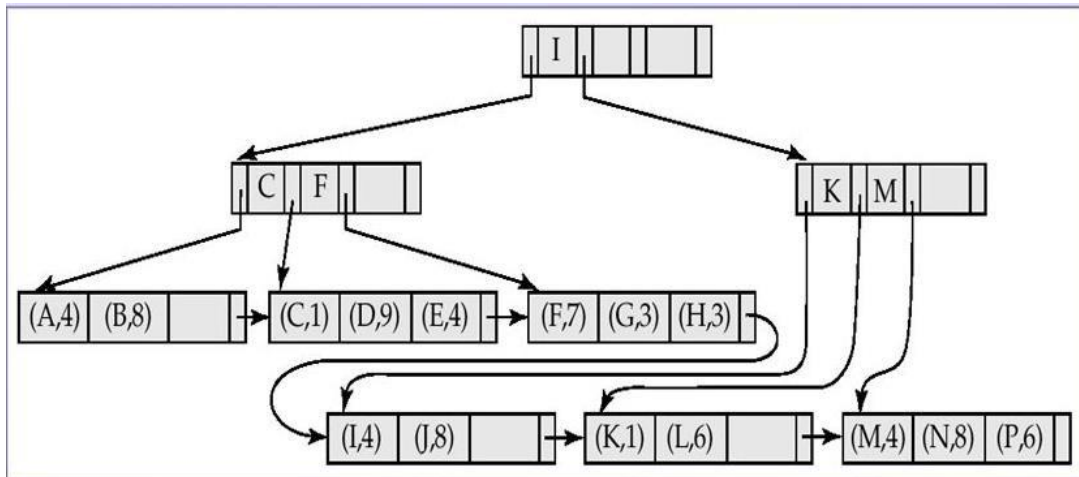 I
C F
K M
(A,4) (B,8) (C,1) (D,9) (E,4) (F,7) (G,3) (H,3)
(I,4) (J,8) (K,1) (L,6) (M,4) (N,8) (P,6)